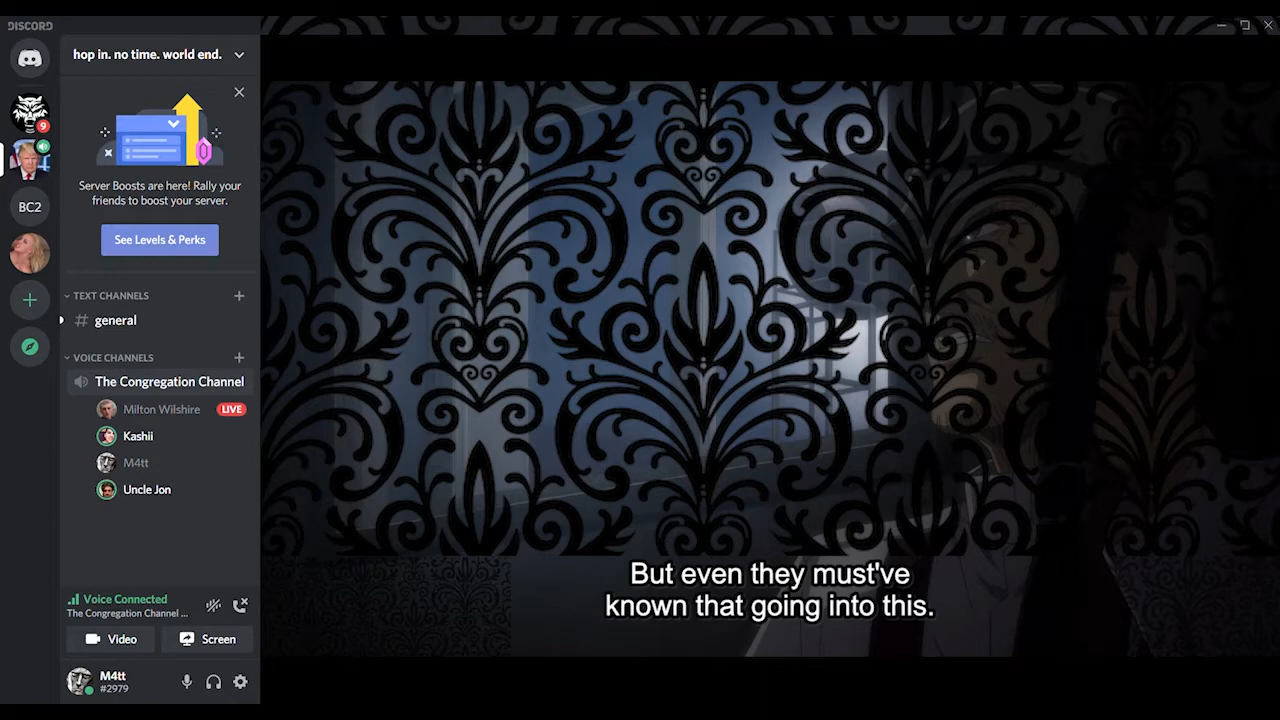 DISCORD
hop in. no time. world end.
9
BC2
Server Boosts are here! Rally your
friends to boost your server.
See Levels & Perks
TEXT CHANNELS
# general
VOICE CHANNELS
The Congregation Channel
Milton Wilshire LIVE
Kashii
M4tt
Uncle Jon
Voice Connected
The Congregation Channel ...
Video Screen
M4tt
#2979
But even they must've
known that going into this.